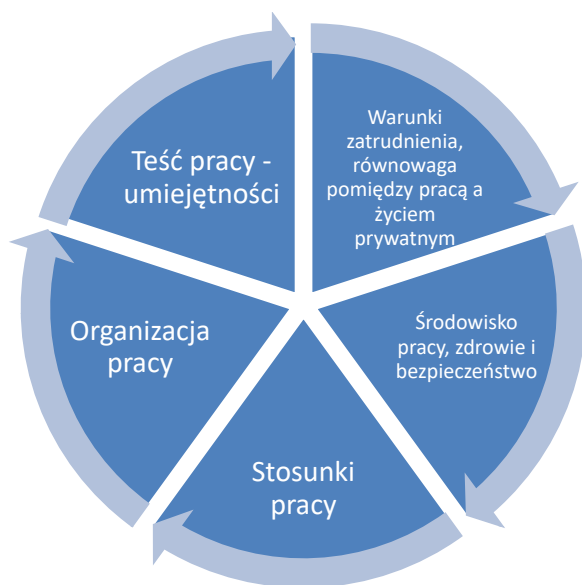 Warunki
zatrudnienia,
równowaga
pomiędzy pracą a
życiem
prywatnym
Środowisko
pracy, zdrowie i
bezpieczeństwo
Stosunki
pracy
Organizacja
pracy
Teść pracy -
umiejętności